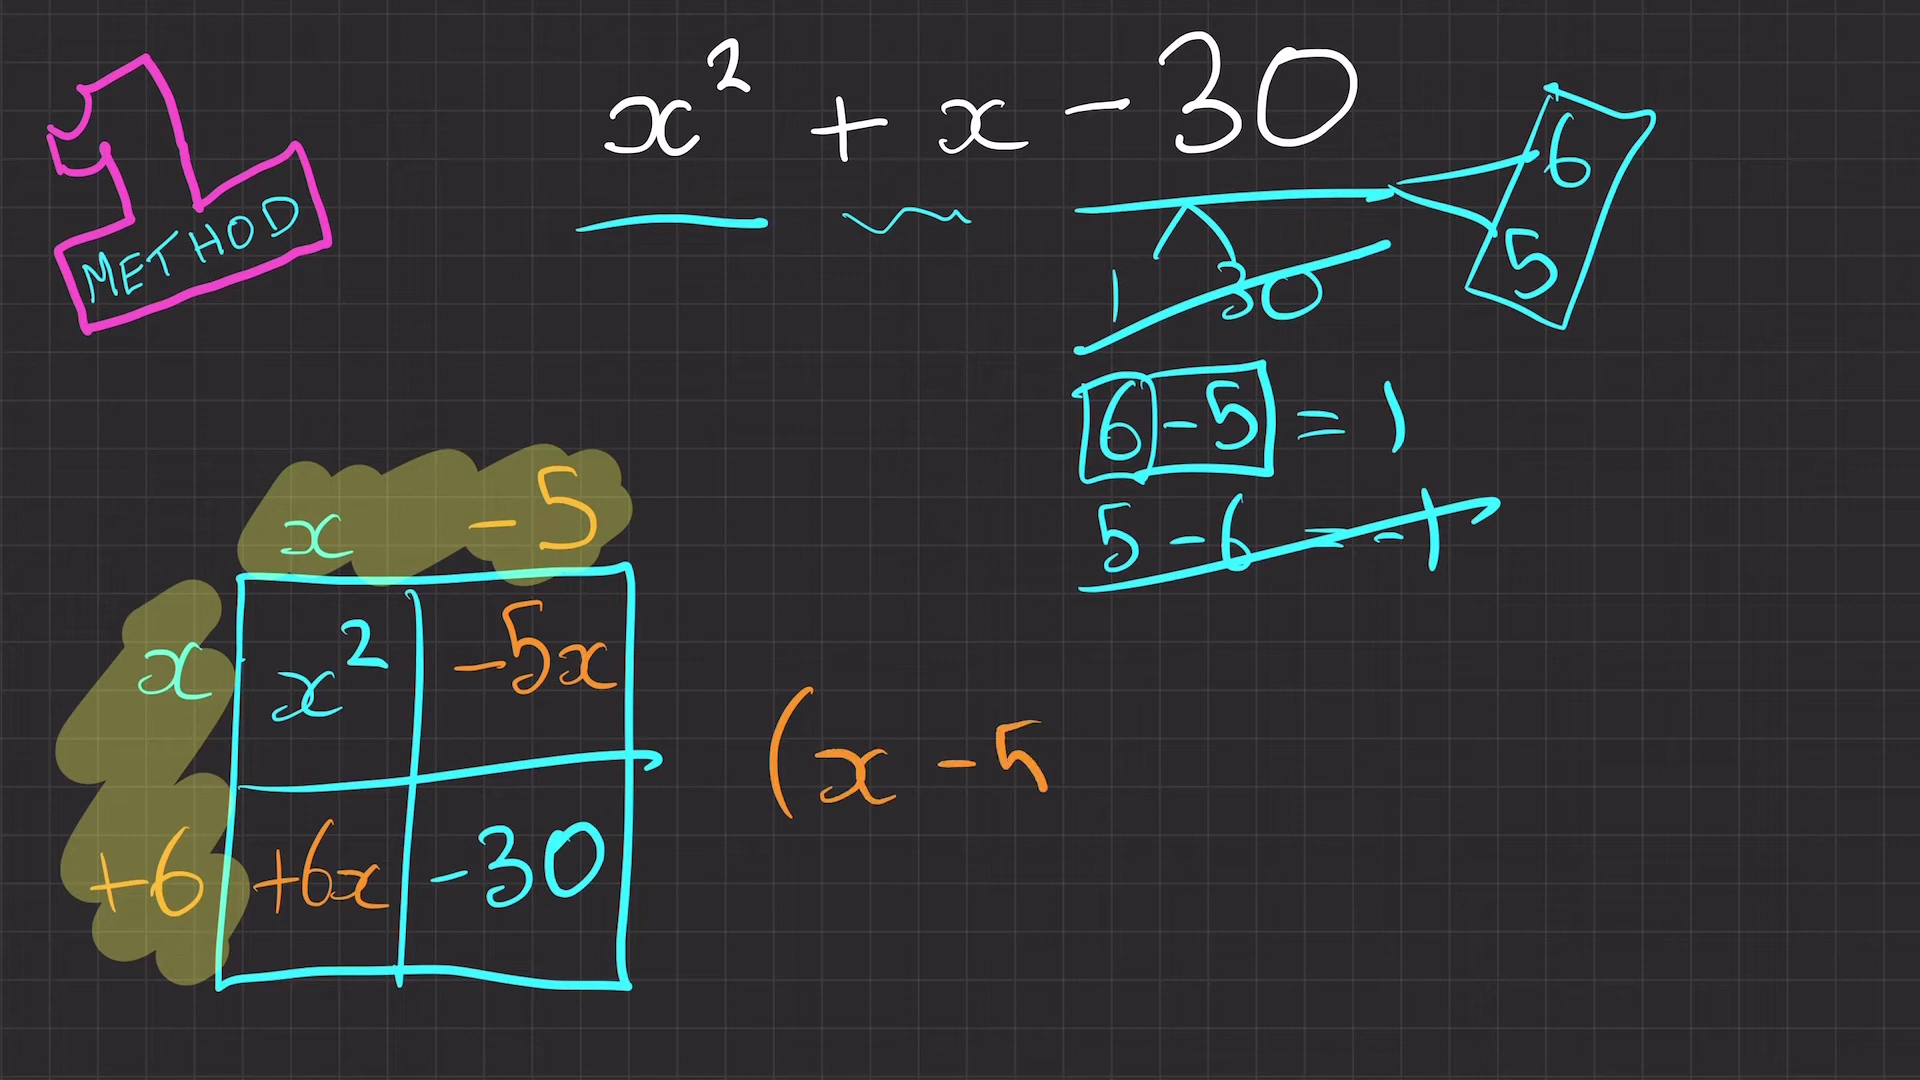 x² + x - 30
1
METHOD
6
5
1 30
6 - 5 = 1
5 - 6 = - 1
x - 5
x x² -5x
(x - 5
+6 +6x -30